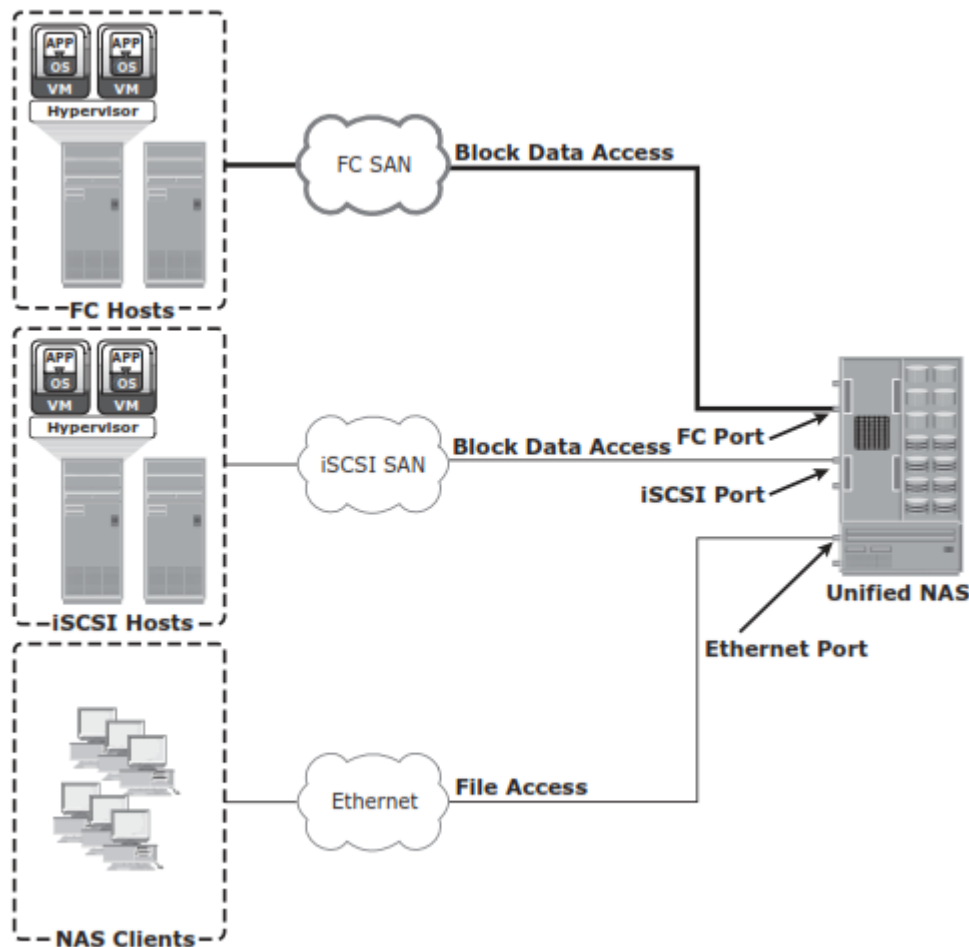 APP APP
OS OS
VM VM
Hypervisor
FC Hosts
FC SAN
Block Data Access
APP APP
OS OS
VM VM
Hypervisor
iSCSI Hosts
iSCSI SAN
Block Data Access
FC Port
iSCSI Port
Unified NAS
Ethernet Port
Ethernet
File Access
NAS Clients